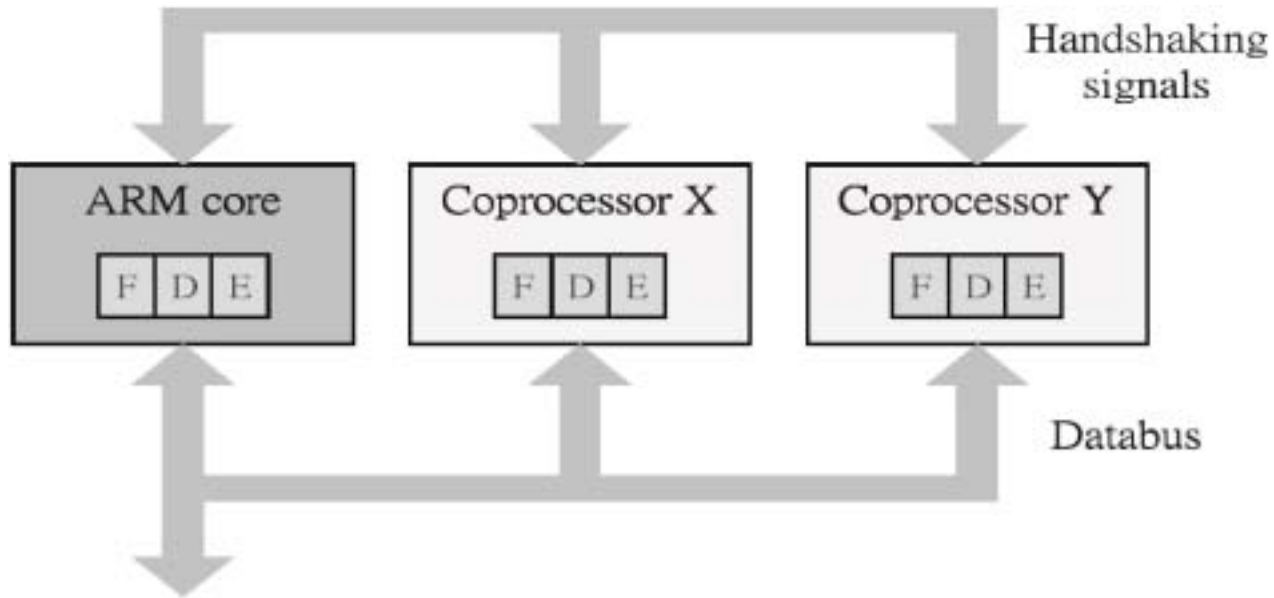 Handshaking
signals
ARM core
F D E
Coprocessor X
F D E
Coprocessor Y
F D E
Databus